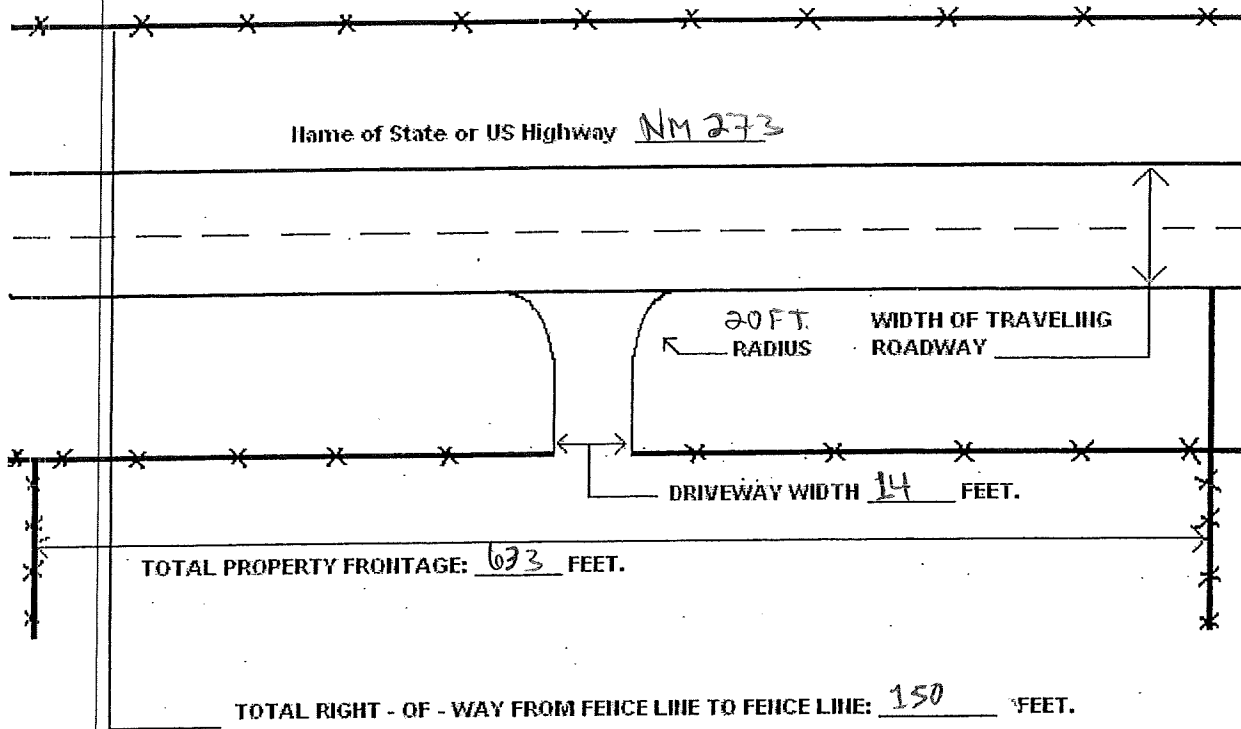 Name of State or US Highway NM 273
20 FT. RADIUS
WIDTH OF TRAVELING ROADWAY
DRIVEWAY WIDTH 14 FEET.
TOTAL PROPERTY FRONTAGE: 633 FEET.
TOTAL RIGHT - OF - WAY FROM FENCE LINE TO FENCE LINE: 150 FEET.